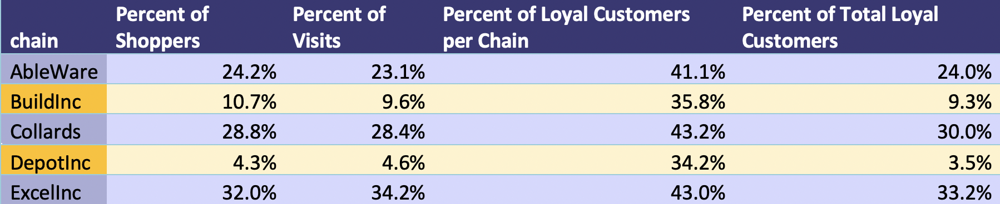 chain Percent of Shoppers Percent of Visits Percent of Loyal Customers per Chain Percent of Total Loyal Customers
AbleWare 24.2% 23.1% 41.1% 24.0%
BuildInc 10.7% 9.6% 35.8% 9.3%
Collards 28.8% 28.4% 43.2% 30.0%
DepotInc 4.3% 4.6% 34.2% 3.5%
ExcelInc 32.0% 34.2% 43.0% 33.2%